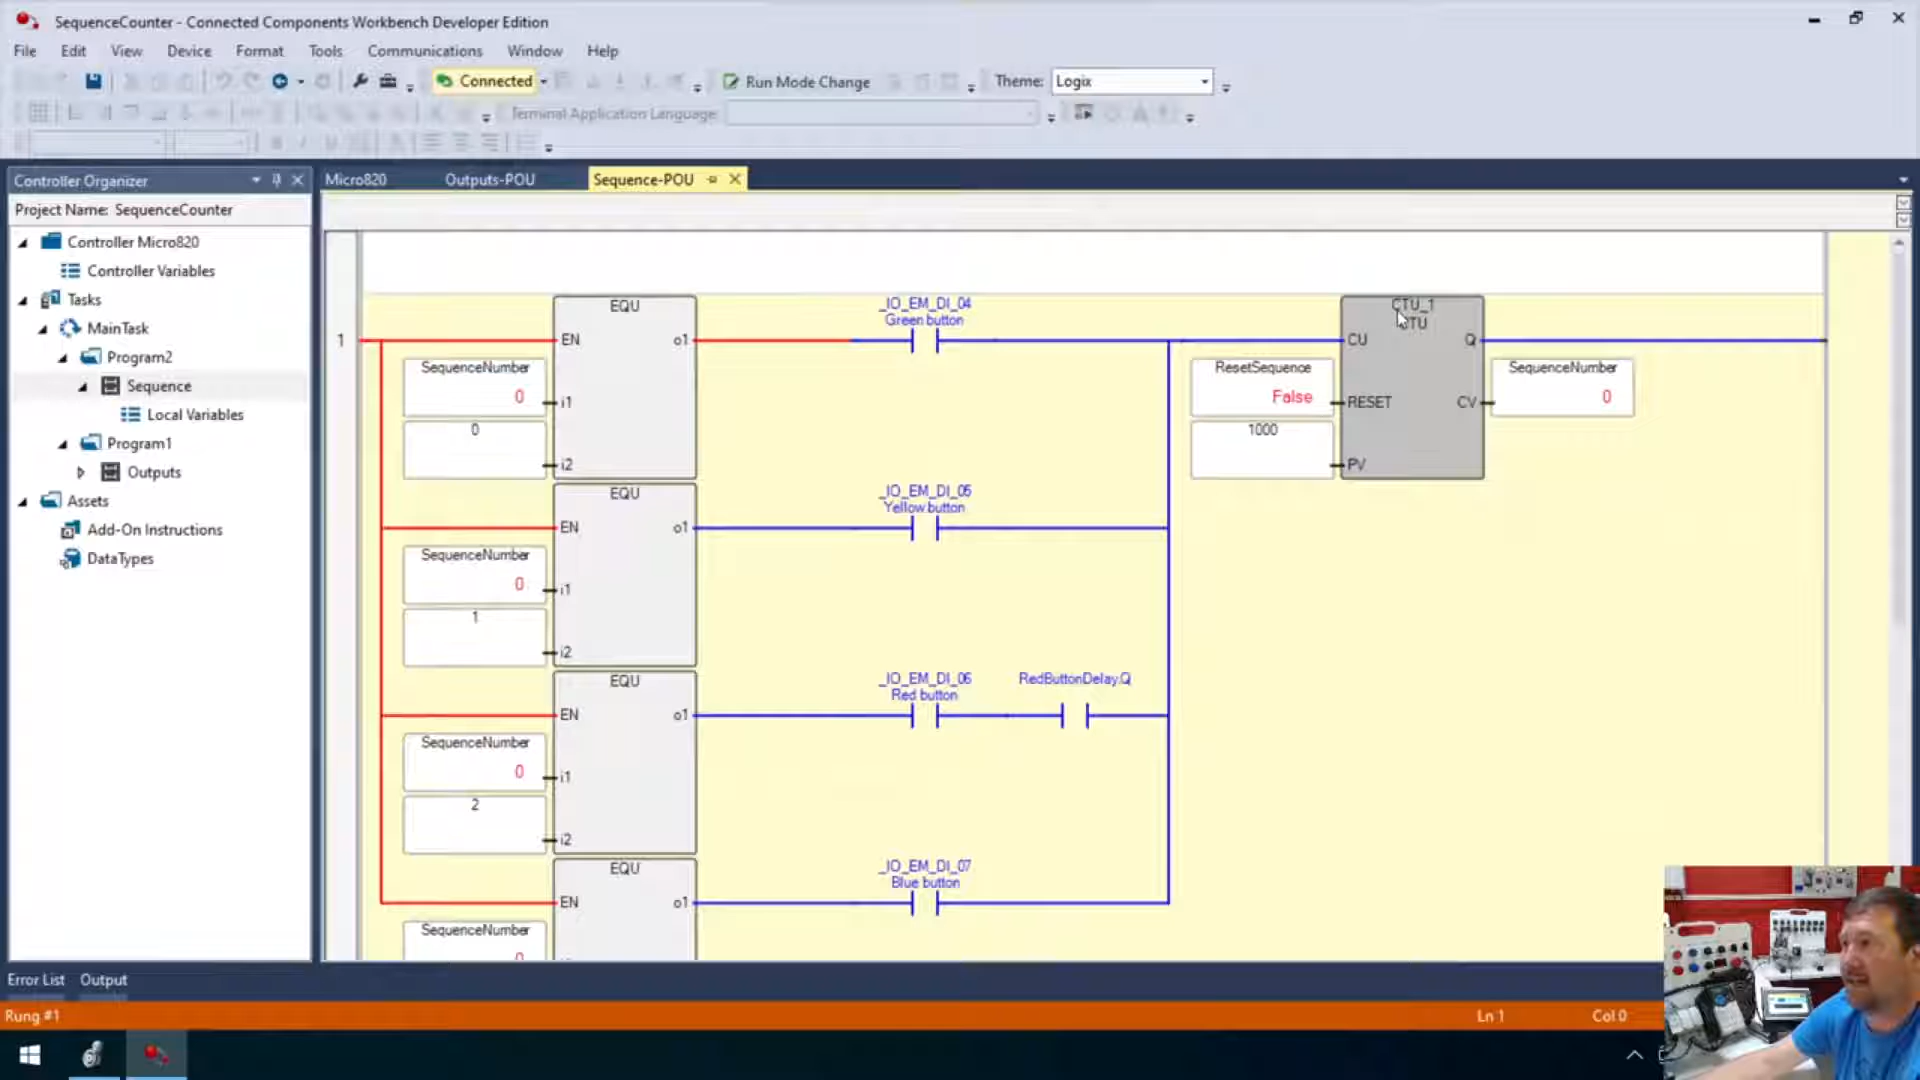 SequenceCounter - Connected Components Workbench Developer Edition
File Edit View Device Format Tools Communications Window Help
Connected Run Mode Change Theme: Logix
Terminal Application Language:
Controller Organizer
Micro820 Outputs-POU Sequence-POU
Project Name: SequenceCounter
Controller Micro820
Controller Variables
Tasks
MainTask
Program2
Sequence
Local Variables
Program1
Outputs
Assets
Add-On Instructions
DataTypes
1
EQU
EN o1
SequenceNumber
0
i1
0
i2
_IO_EM_DI_04
Green button
CTU_1
CTU
CU Q
ResetSequence
False
RESET CV
SequenceNumber
0
1000
PV
EQU
EN o1
SequenceNumber
0
i1
1
i2
_IO_EM_DI_05
Yellow button
EQU
EN o1
SequenceNumber
0
i1
2
i2
_IO_EM_DI_06
Red button
RedButtonDelay.Q
EQU
EN o1
SequenceNumber
0
_IO_EM_DI_07
Blue button
Error List Output
Rung #1 Ln 1 Col 0